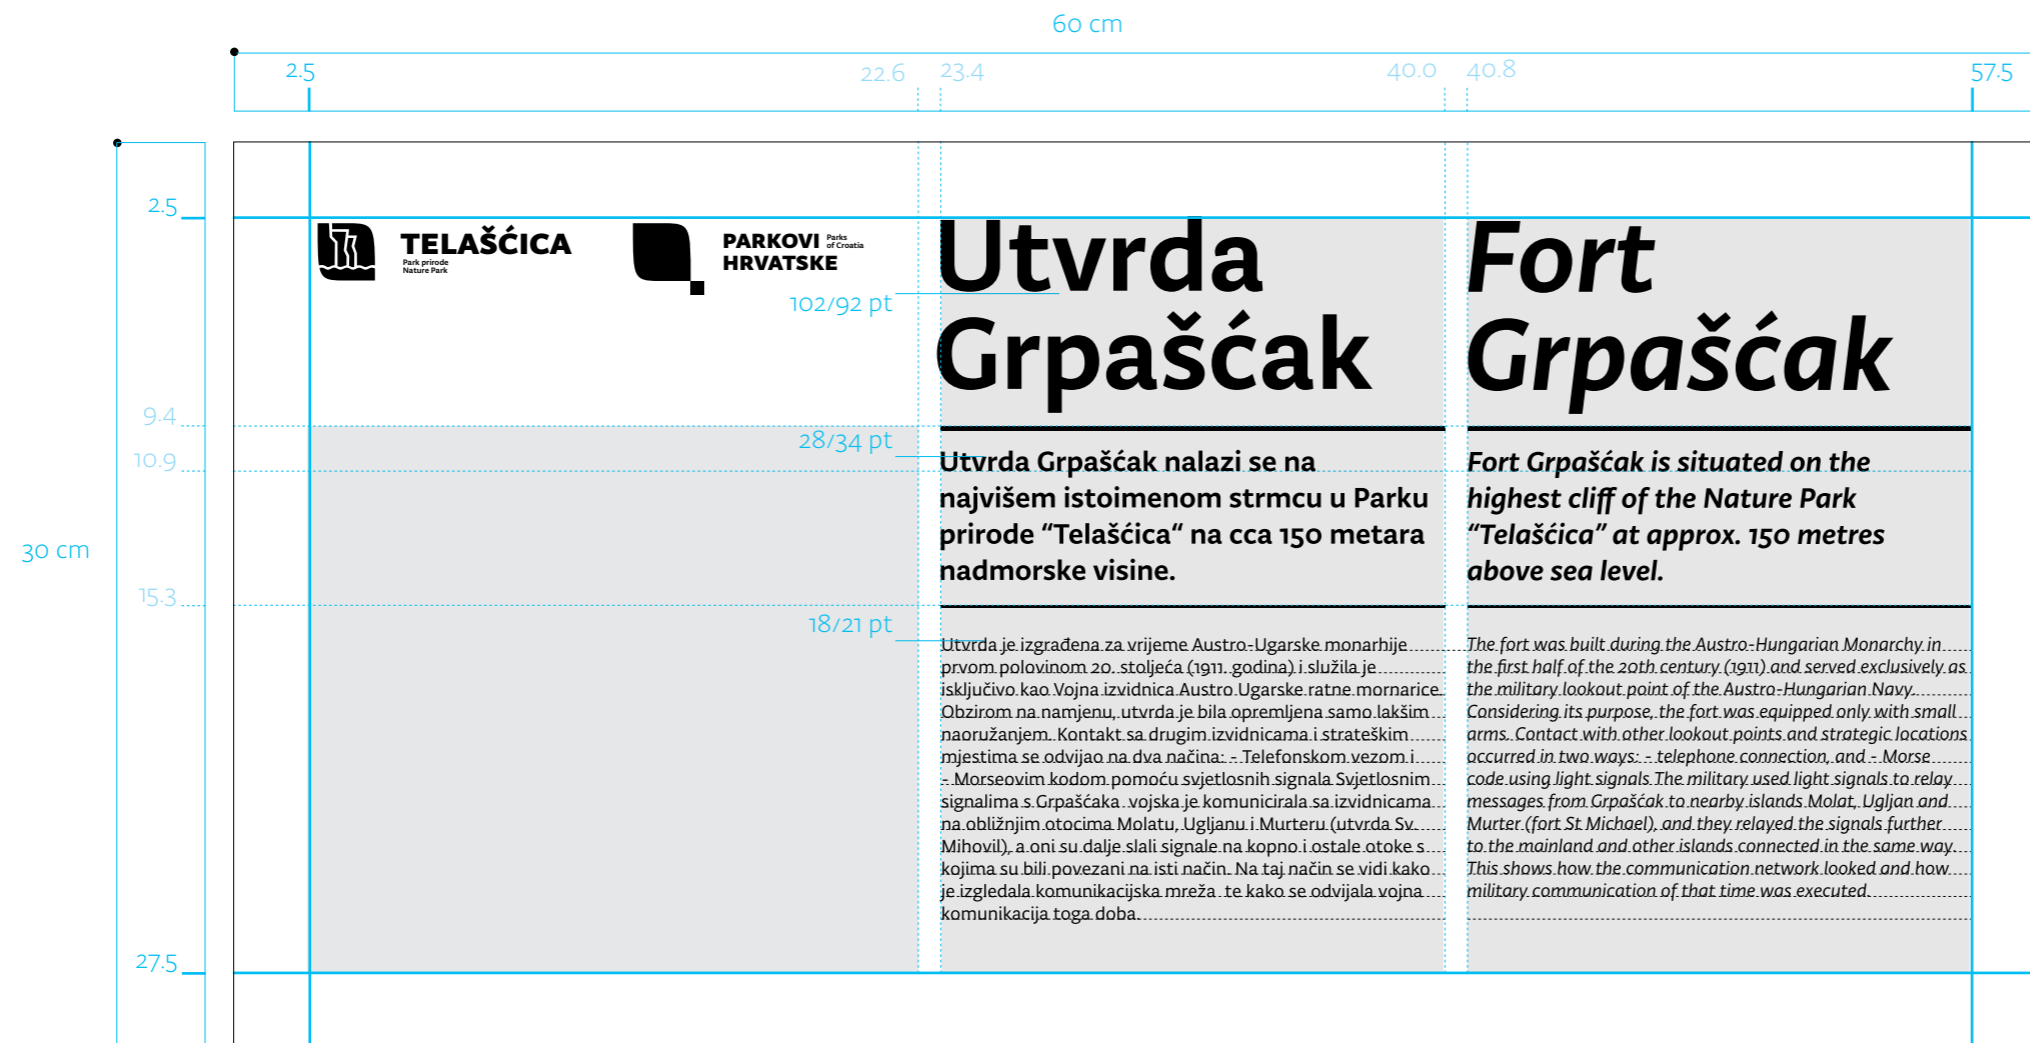 60 cm
2.5
22.6
23.4
40.0
40.8
57.5
2.5
9.4
10.9
30 cm
15.3
27.5
TELAŠĆICA
Park prirode
Nature Park
PARKOVI
HRVATSKE
Parks
of Croatia
102/92 pt
28/34 pt
18/21 pt
Utvrda
Grpašćak
Utvrda Grpašćak nalazi se na
najvišem istoimenom strmcu u Parku
prirode “Telašćica“ na cca 150 metara
nadmorske visine.
Utvrda je izgrađena za vrijeme Austro-Ugarske monarhije
prvom polovinom 20. stoljeća (1911. godina) i služila je
isključivo kao Vojna izvidnica Austro Ugarske ratne mornarice.
Obzirom na namjenu, utvrda je bila opremljena samo lakšim
naoružanjem. Kontakt sa drugim izvidnicama i strateškim
mjestima se odvijao na dva načina: - Telefonskom vezom i
- Morseovim kodom pomoću svjetlosnih signala Svjetlosnim
signalima s Grpašćaka vojska je komunicirala sa izvidnicama
na obližnjim otocima Molatu, Ugljanu i Murteru (utvrda Sv.
Mihovil), a oni su dalje slali signale na kopno i ostale otoke s
kojima su bili povezani na isti način. Na taj način se vidi kako
je izgledala komunikacijska mreža te kako se odvijala vojna
komunikacija toga doba.
Fort
Grpašćak
Fort Grpašćak is situated on the
highest cliff of the Nature Park
“Telašćica” at approx. 150 metres
above sea level.
The fort was built during the Austro-Hungarian Monarchy in
the first half of the 20th century (1911) and served exclusively as
the military lookout point of the Austro-Hungarian Navy.
Considering its purpose, the fort was equipped only with small
arms. Contact with other lookout points and strategic locations
occurred in two ways: - telephone connection, and - Morse
code using light signals The military used light signals to relay
messages from Grpašćak to nearby islands Molat, Ugljan and
Murter (fort St Michael), and they relayed the signals further
to the mainland and other islands connected in the same way.
This shows how the communication network looked and how
military communication of that time was executed.